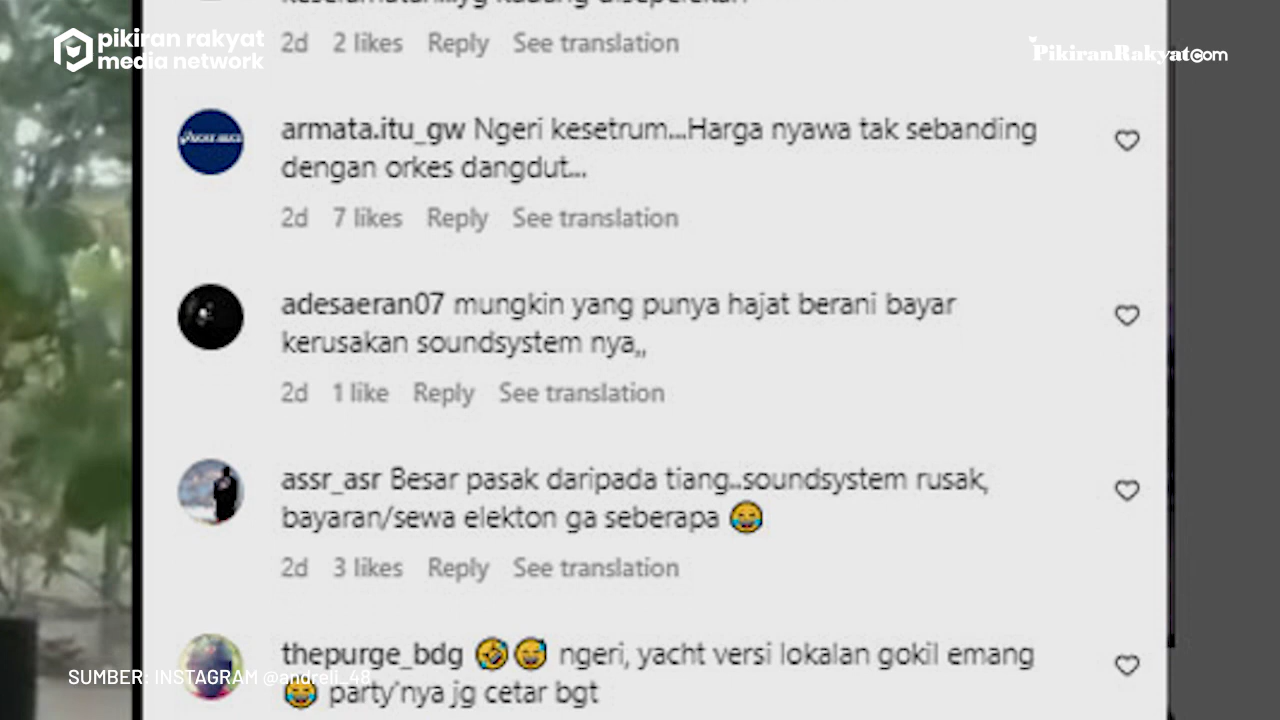 pikiran rakyat
media network
PikiranRakyat.com
2d 2 likes Reply See translation
armata.itu_gw Ngeri kesetrum...Harga nyawa tak sebanding
dengan orkes dangdut...
2d 7 likes Reply See translation
adesaeran07 mungkin yang punya hajat berani bayar
kerusakan soundsystem nya,,
2d 1 like Reply See translation
assr_asr Besar pasak daripada tiang..soundsystem rusak,
bayaran/sewa elekton ga seberapa 😂
2d 3 likes Reply See translation
thepurge_bdg 🤣😅 ngeri, yacht versi lokalan gokil emang
😂 party'nya jg cetar bgt
SUMBER: INSTAGRAM @andreli_48